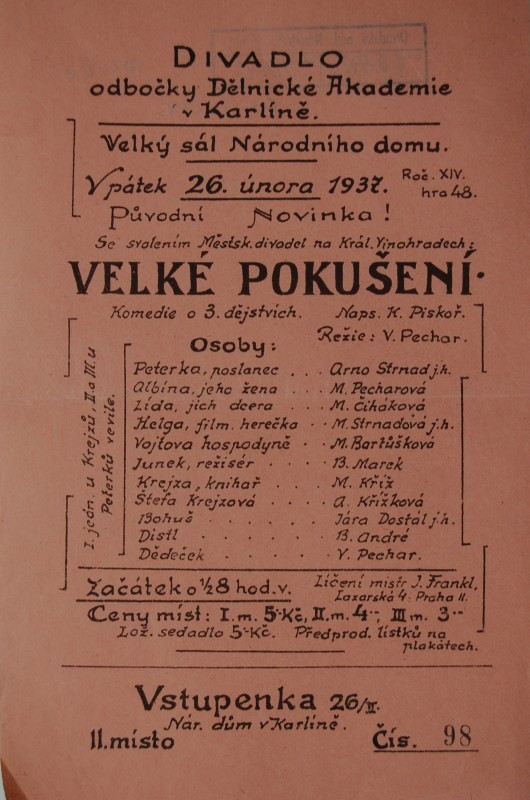 DIVADLO
odbočky Dělnické Akademie
v Karlíně.
Velký sál Národního domu.
V pátek 26. února 1937. Roč. XIV. hra 48.
Původní Novinka!
Se svolením Městsk. divadel na Král. Vinohradech:
VELKÉ POKUŠENÍ.
Komedie o 3. dějstvích. Naps. K. Piskoř.
Režie: V. Pechar.
Osoby:
Peterka, poslanec . . . Arno Strnad j.h.
Albína, jeho žena . . . . M. Pecharová
Lída, jich dcera . . . . M. Čiháková
Helga, film. herečka . . M. Strnadová j.h.
Vojtova hospodyně . . M. Bartůšková
Junek, režisér . . . . B. Marek
Krejza, knihař . . . . M. Kříž
Štefa Krejzová . . . . A. Křížková
Bohuš . . . . . . Jára Dostál j.h.
Distl . . . . . . B. André
Dědeček . . . . . V. Pechar.
I. jedn. u Krejzů, II. a III. u
Peterků ve vile.
Začátek o ½8 hod. v. Líčení mistr J. Frankl,
Lazarská 4. Praha II.
Ceny míst: I. m. 5·Kč, II. m. 4·-, III. m. 3·-
Lož. sedadlo 5·Kč. Předprod. lístků na
plakátech.
Vstupenka 26/II.
Nár. dům v Karlíně.
II. místo Čís. 98